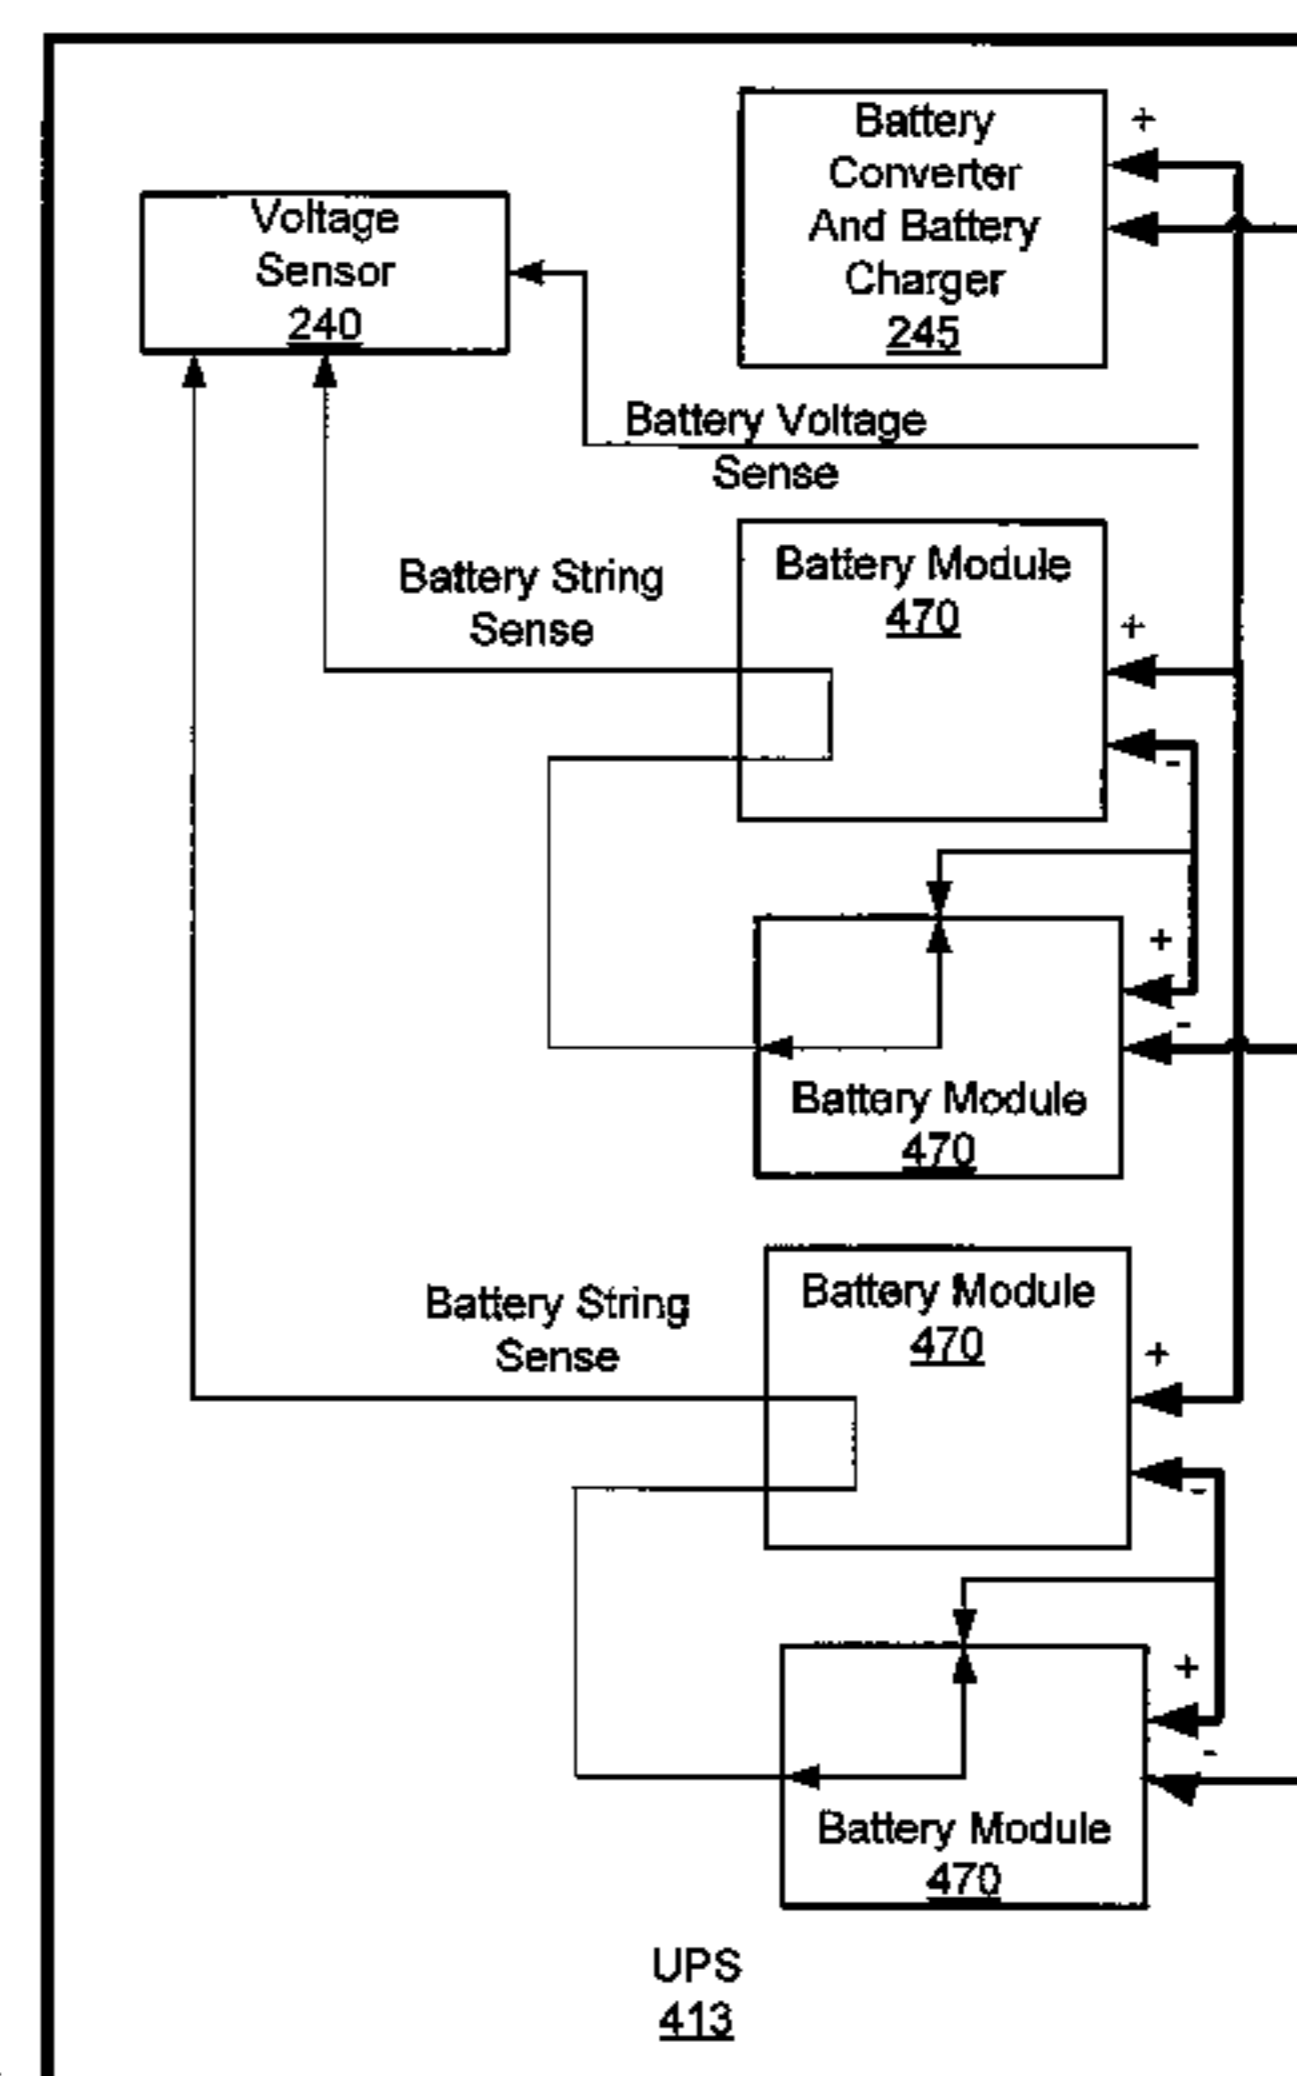 Battery
Converter
And Battery
Charger
245
+
Voltage
Sensor
240
Battery Voltage
Sense
Battery Module
470
+
-
Battery String
Sense
+
-
Battery Module
470
Battery Module
470
+
-
Battery String
Sense
+
-
Battery Module
470
UPS
413